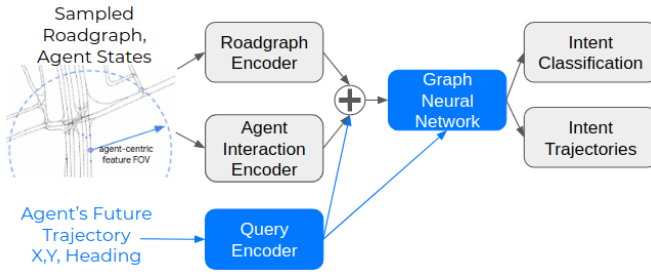 Sampled
Roadgraph,
Agent States
agent-centric
feature FOV
Roadgraph
Encoder
Agent
Interaction
Encoder
Graph
Neural
Network
Intent
Classification
Intent
Trajectories
Agent's Future
Trajectory
X,Y, Heading
Query
Encoder